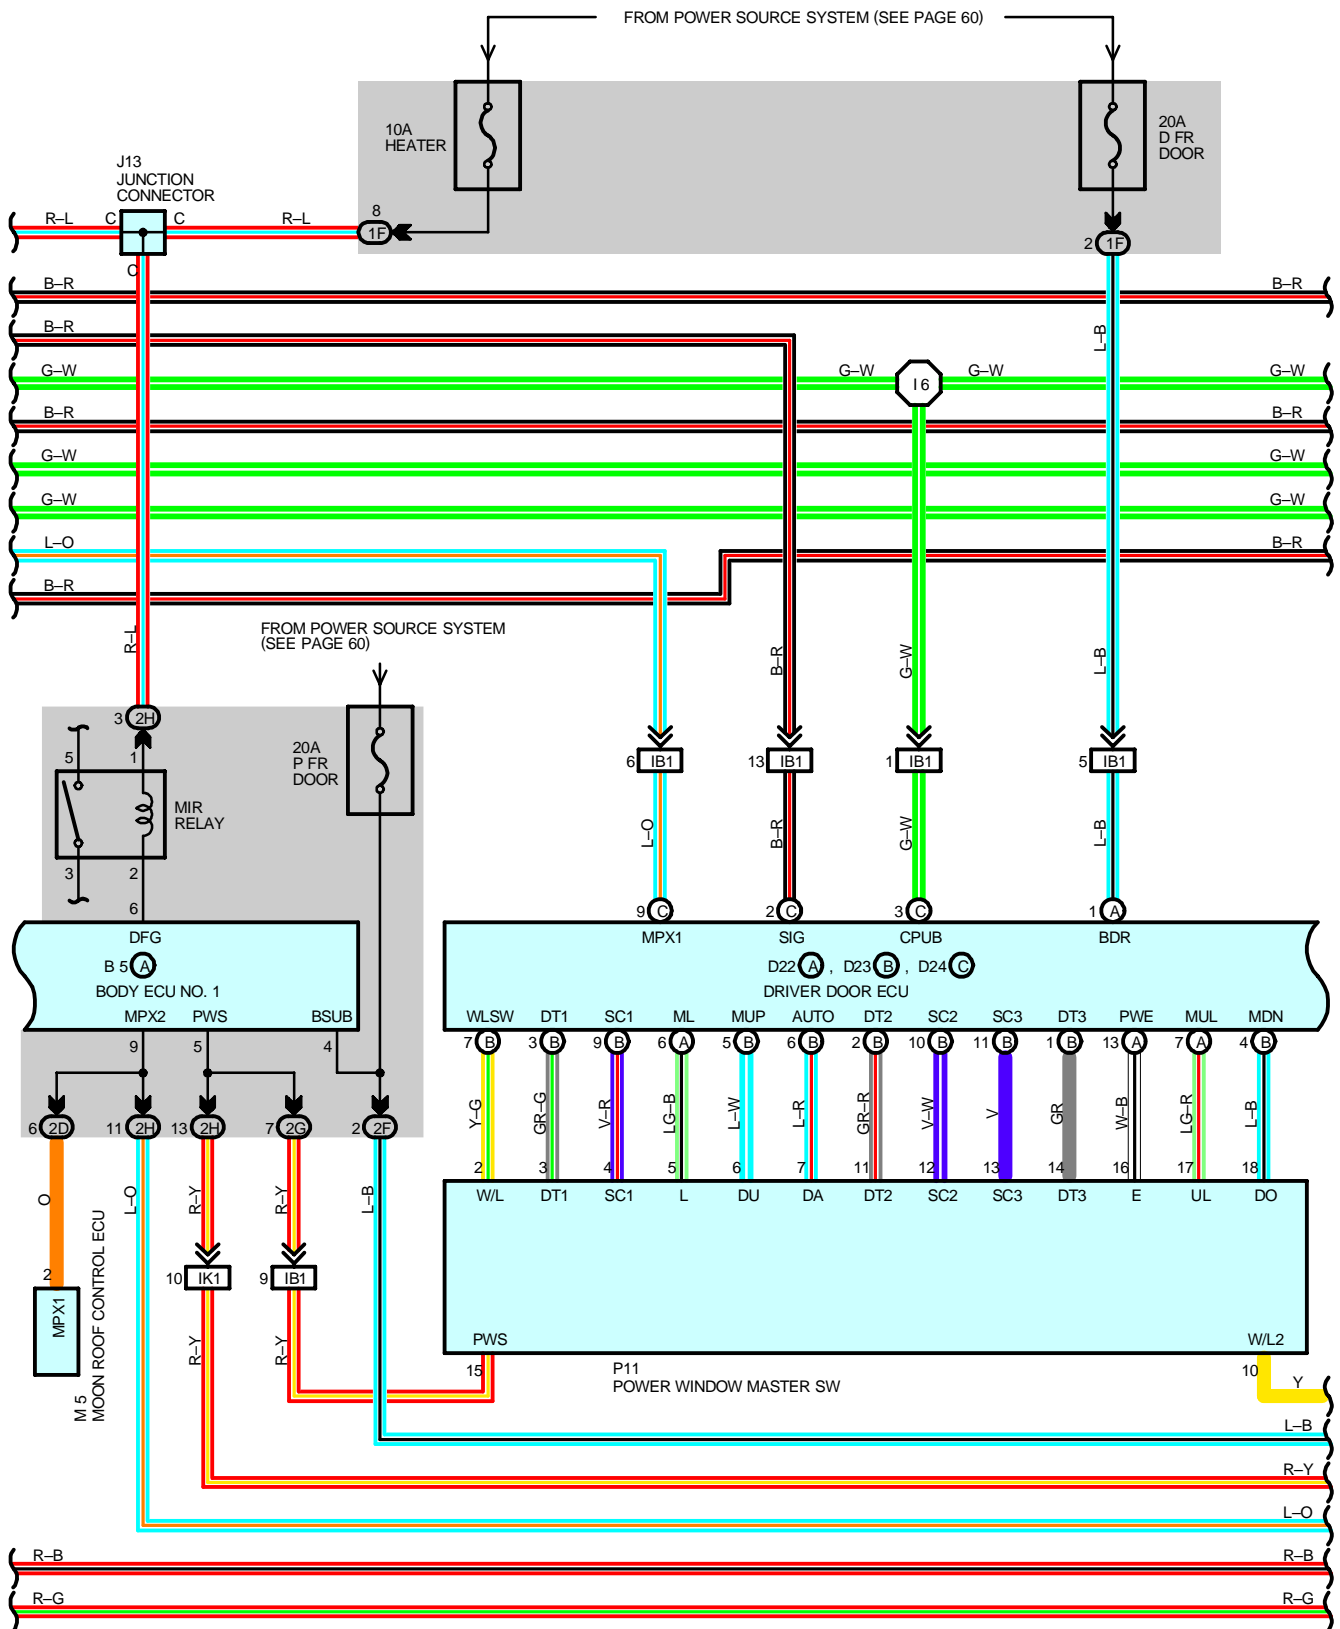 FROM POWER SOURCE SYSTEM (SEE PAGE 60)
10A
HEATER
20A
D FR
DOOR
J13
JUNCTION
CONNECTOR
R–L C C R–L 8 1F
C
2 1F
B–R B–R
B–R
L–B
G–W G–W I 6 G–W G–W
B–R B–R
G–W G–W
G–W G–W
L–O B–R
B–R
R–L
FROM POWER SOURCE SYSTEM
(SEE PAGE 60)
B–R G–W L–B
3 2H
5 1
20A
P FR
DOOR
6 IB1 13 IB1 1 IB1 5 IB1
MIR
RELAY
L–O B–R G–W L–B
3 2
6
9 C 2 C 3 C 1 A
DFG
MPX1 SIG CPUB BDR
B 5 A
D22 A , D23 B , D24 C
BODY ECU NO. 1
DRIVER DOOR ECU
MPX2 PWS BSUB
WLSW DT1 SC1 ML MUP AUTO DT2 SC2 SC3 DT3 PWE MUL MDN
9 5 4
7 B 3 B 9 B 6 A 5 B 6 B 2 B 10 B 11 B 1 B 13 A 7 A 4 B
6 2D 11 2H 13 2H 7 2G 2 2F
Y–G GR–G V–R LG–B L–W L–R GR–R V–W V GR W–B LG–R L–B
2 3 4 5 6 7 11 12 13 14 16 17 18
W/L DT1 SC1 L DU DA DT2 SC2 SC3 DT3 E UL DO
O L–O R–Y R–Y L–B
2
10 IK1 9 IB1
MPX1
M 5
MOON ROOF CONTROL ECU
R–Y R–Y
PWS W/L2
15 10
P11
POWER WINDOW MASTER SW
Y
L–B
R–Y
L–O
R–B R–B
R–G R–G